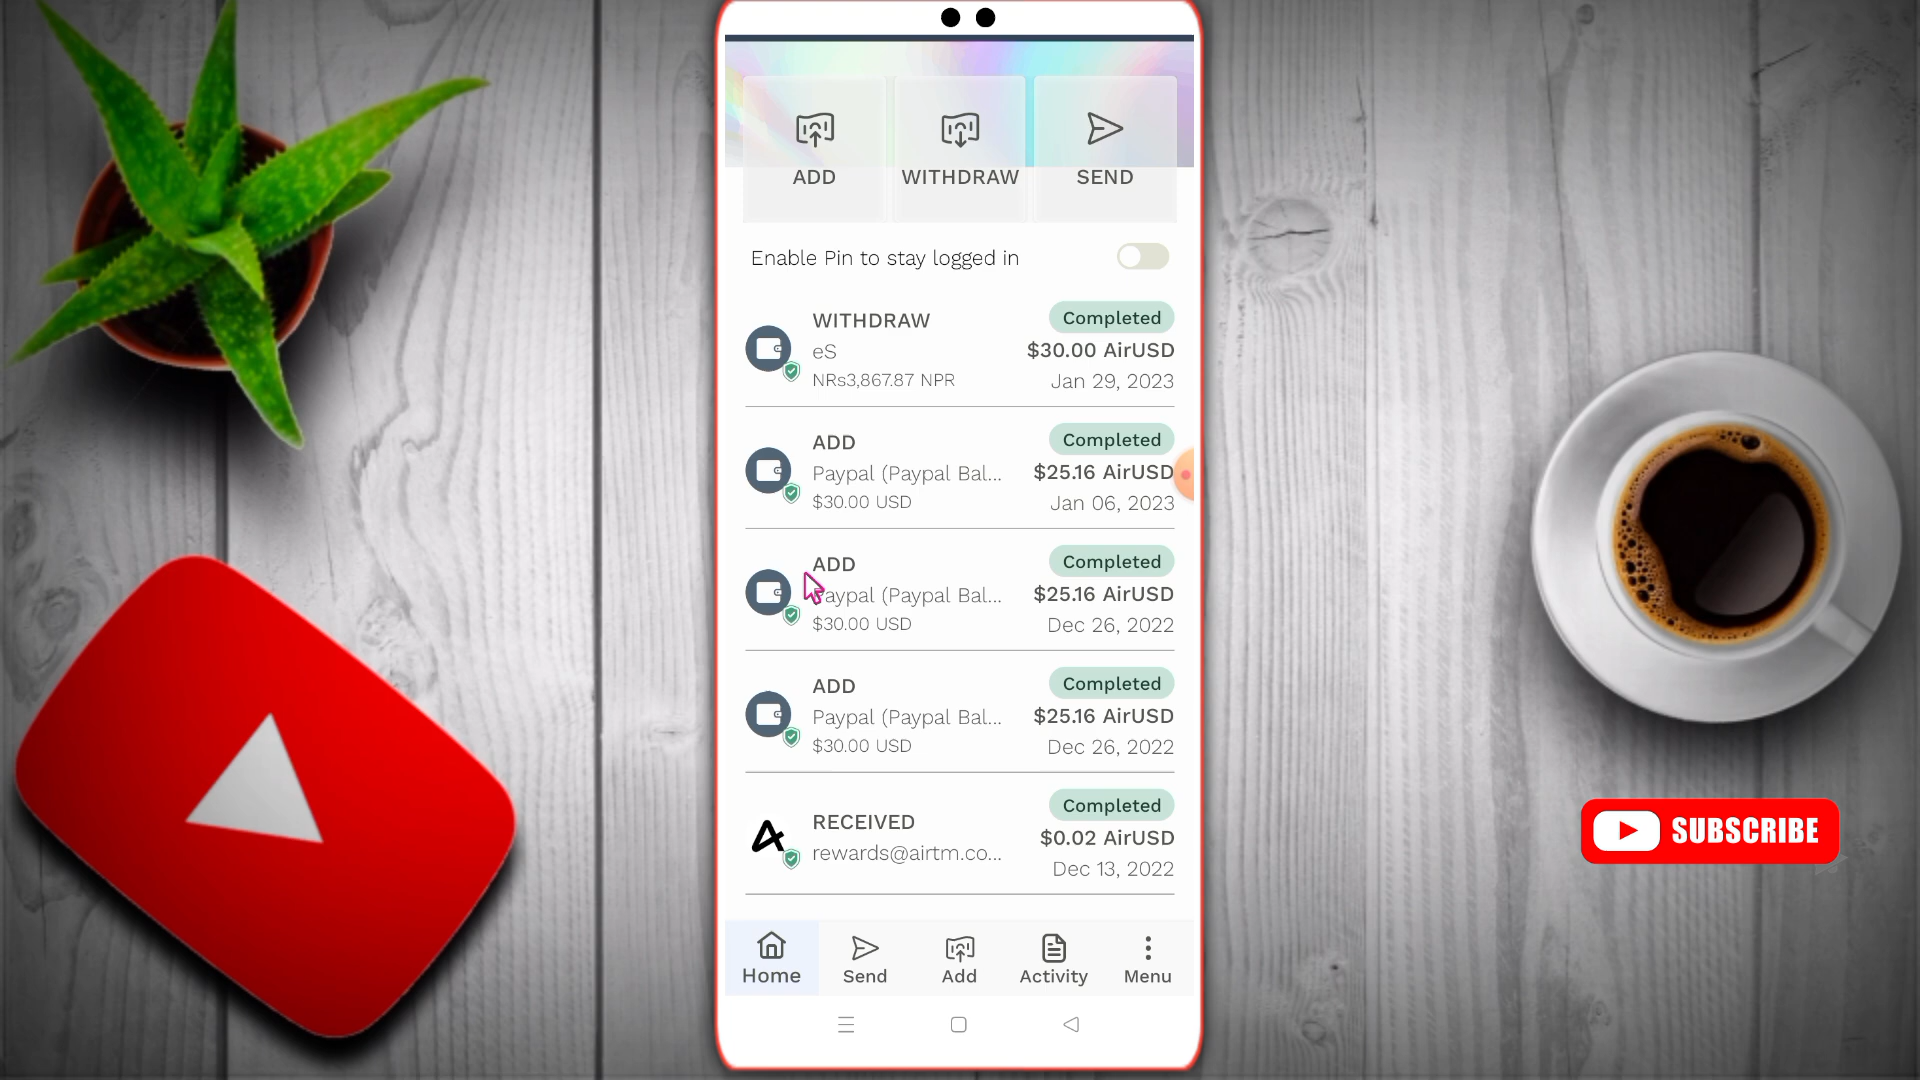 ADD
WITHDRAW
SEND
Enable Pin to stay logged in
WITHDRAW
Completed
eS
$30.00 AirUSD
NRs3,867.87 NPR
Jan 29, 2023
ADD
Completed
Paypal (Paypal Bal...
$25.16 AirUSD
$30.00 USD
Jan 06, 2023
ADD
Completed
Paypal (Paypal Bal...
$25.16 AirUSD
$30.00 USD
Dec 26, 2022
ADD
Completed
Paypal (Paypal Bal...
$25.16 AirUSD
$30.00 USD
Dec 26, 2022
RECEIVED
Completed
$0.02 AirUSD
rewards@airtm.co...
Dec 13, 2022
Home
Send
Add
Activity
Menu
SUBSCRIBE